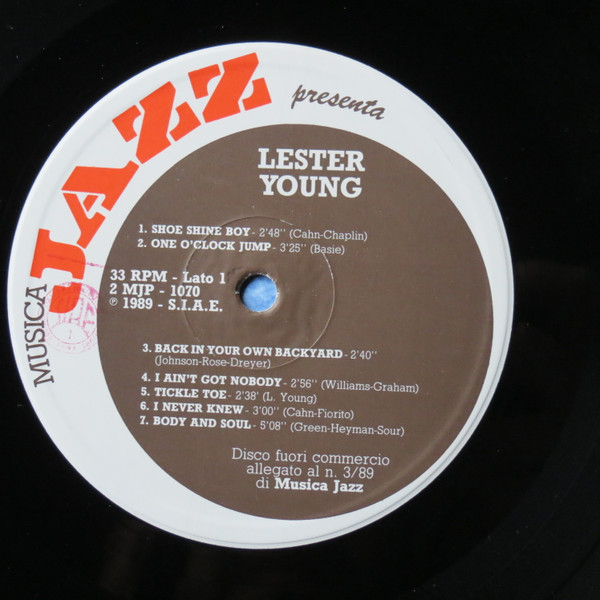 MUSICA
JAZZ
presenta
LESTER
YOUNG
1. SHOE SHINE BOY - 2'48'' (Cahn-Chaplin)
2. ONE O'CLOCK JUMP - 3'25'' (Basie)
33 RPM - Lato 1
2 MJP - 1070
℗ 1989 - S.I.A.E.
3. BACK IN YOUR OWN BACKYARD - 2'40''
(Johnson-Rose-Dreyer)
4. I AIN'T GOT NOBODY - 2'56'' (Williams-Graham)
5. TICKLE TOE - 2'38' (L. Young)
6. I NEVER KNEW - 3'00'' (Cahn-Fiorito)
7. BODY AND SOUL - 5'08'' (Green-Heyman-Sour)
Disco fuori commercio
allegato al n. 3/89
di Musica Jazz